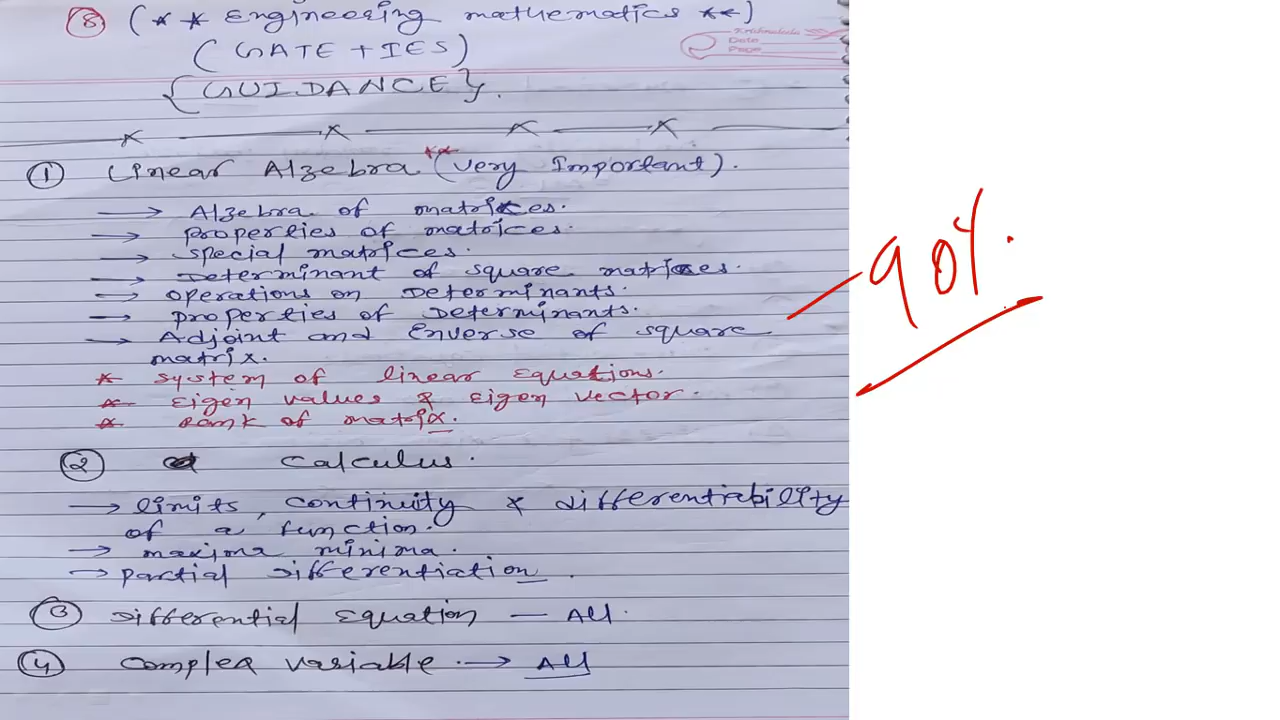 8 (** Engineering mathematics **)
(GATE + IES)
{GUIDANCE}.
Date
Page
① Linear Algebra ** (Very Important).
→ Algebra of matrices.
→ properties of matrices.
→ special matrices.
→ Determinant of square matrices.
→ operations on Determinants.
→ properties of Determinants.
→ Adjoint and Enverse of square
matrix.
* system of linear equations.
* Eigen values & Eigen vector.
* Rank of matrix.
90%.
② Calculus.
→ limits, continuity & differentiability
of a function.
→ maxima minima.
→ partial differentiation.
③ Differential Equation — All.
④ Complex variable. → All